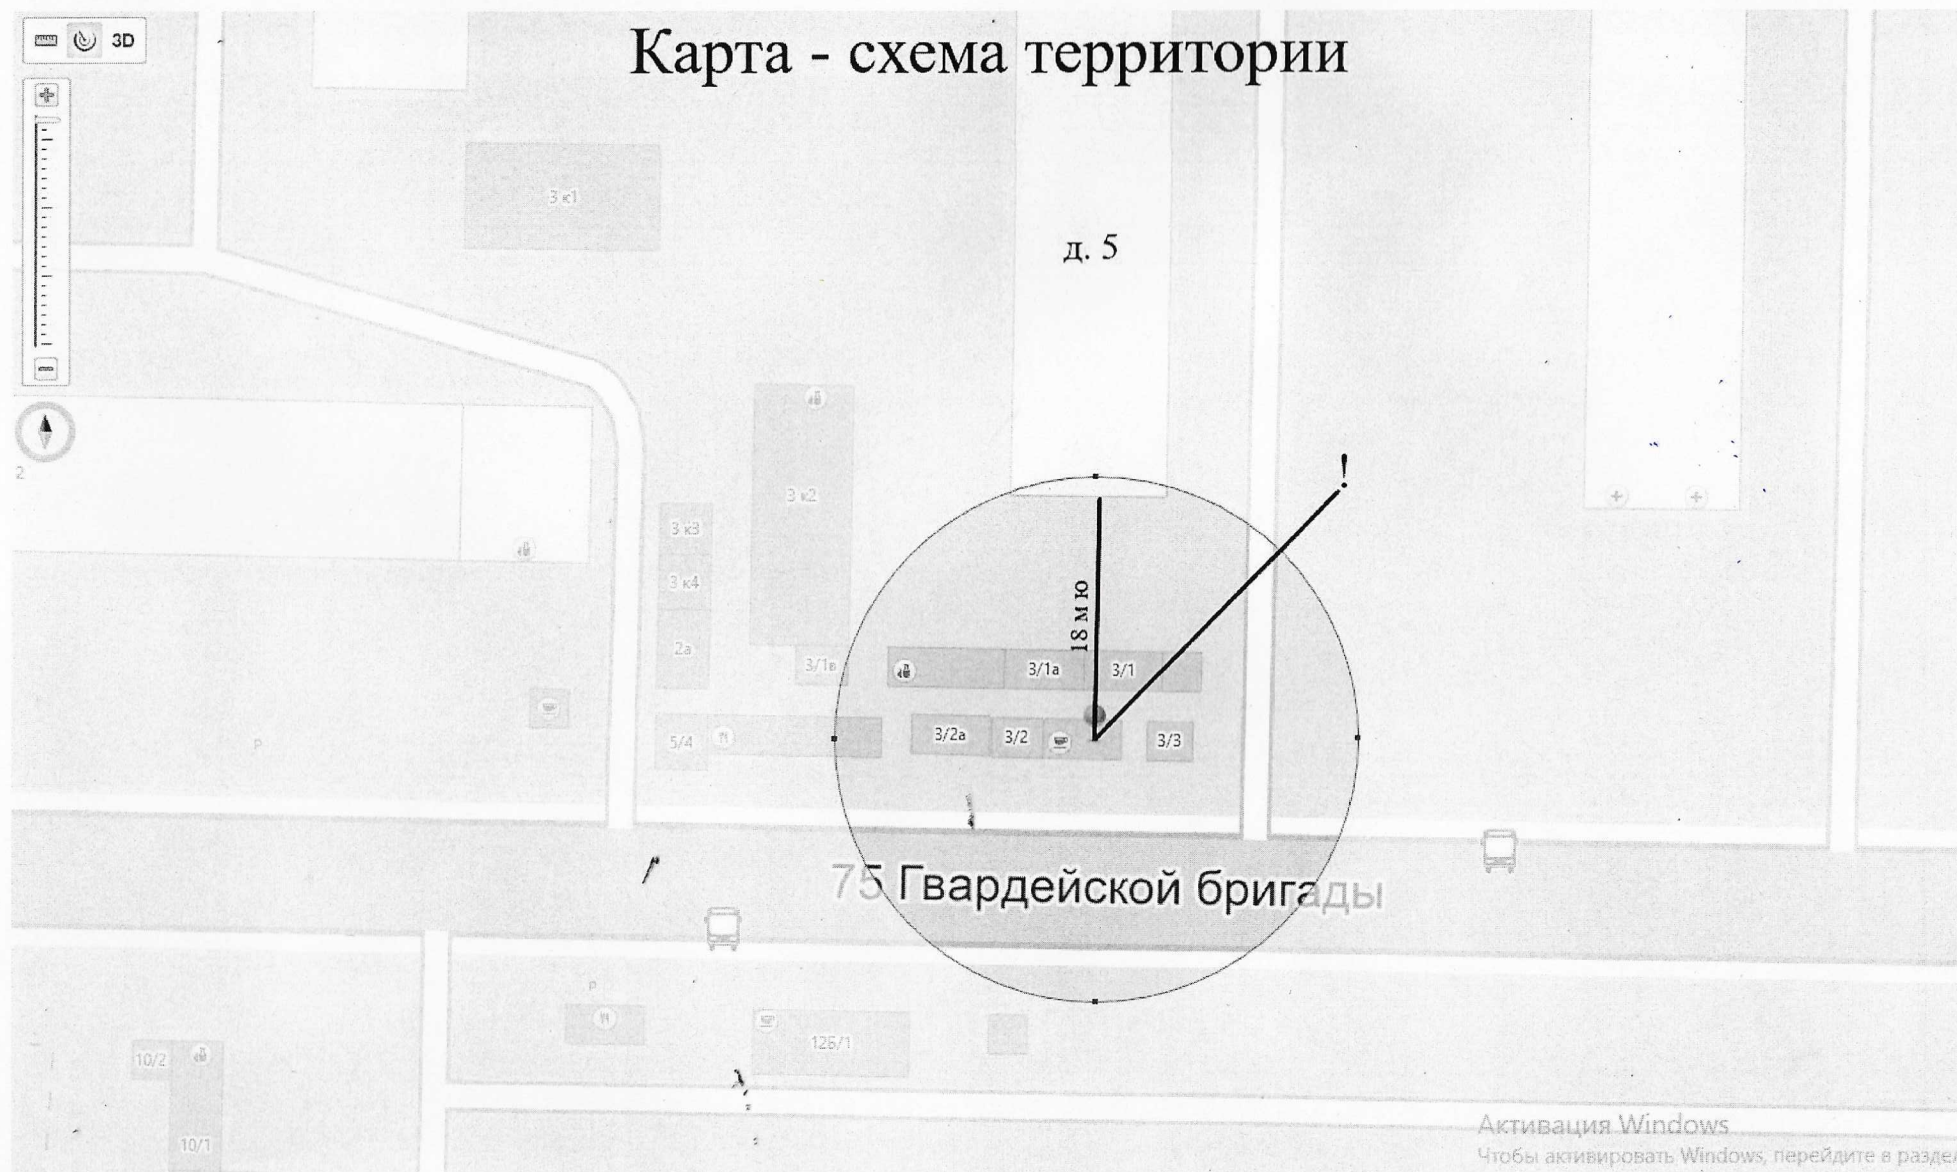 3D
Карта - схема территории
3 к1
д. 5
2
3 к2
3 к3
3 к4
18 м ю
!
2а
3/1в
3/1а
3/1
5/4
3/2а
3/2
3/3
P
75 Гвардейской бригады
P
12Б/1
10/2
10/1
Активация Windows
Чтобы активировать Windows, перейдите в разде